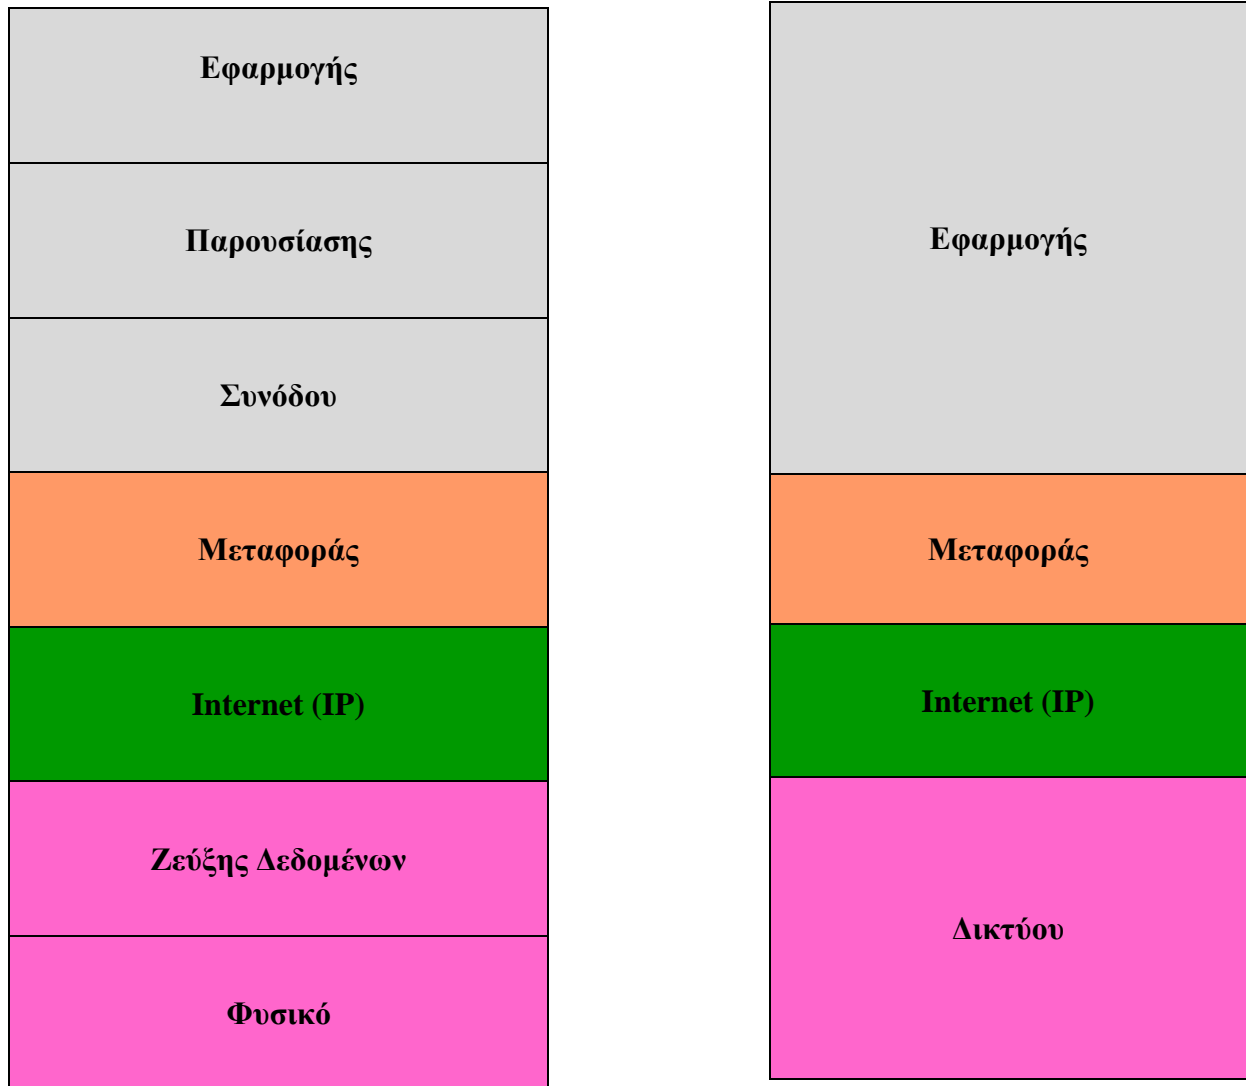 Εφαρμογής
Παρουσίασης
Συνόδου
Μεταφοράς
Internet (IP)
Ζεύξης Δεδομένων
Φυσικό
Εφαρμογής
Μεταφοράς
Internet (IP)
Δικτύου